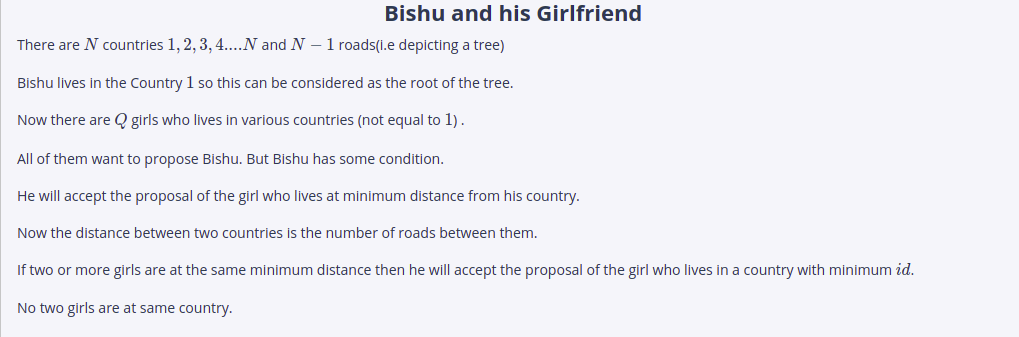 Bishu and his Girlfriend
There are N countries 1, 2, 3, 4....N and N − 1 roads(i.e depicting a tree)
Bishu lives in the Country 1 so this can be considered as the root of the tree.
Now there are Q girls who lives in various countries (not equal to 1) .
All of them want to propose Bishu. But Bishu has some condition.
He will accept the proposal of the girl who lives at minimum distance from his country.
Now the distance between two countries is the number of roads between them.
If two or more girls are at the same minimum distance then he will accept the proposal of the girl who lives in a country with minimum id.
No two girls are at same country.